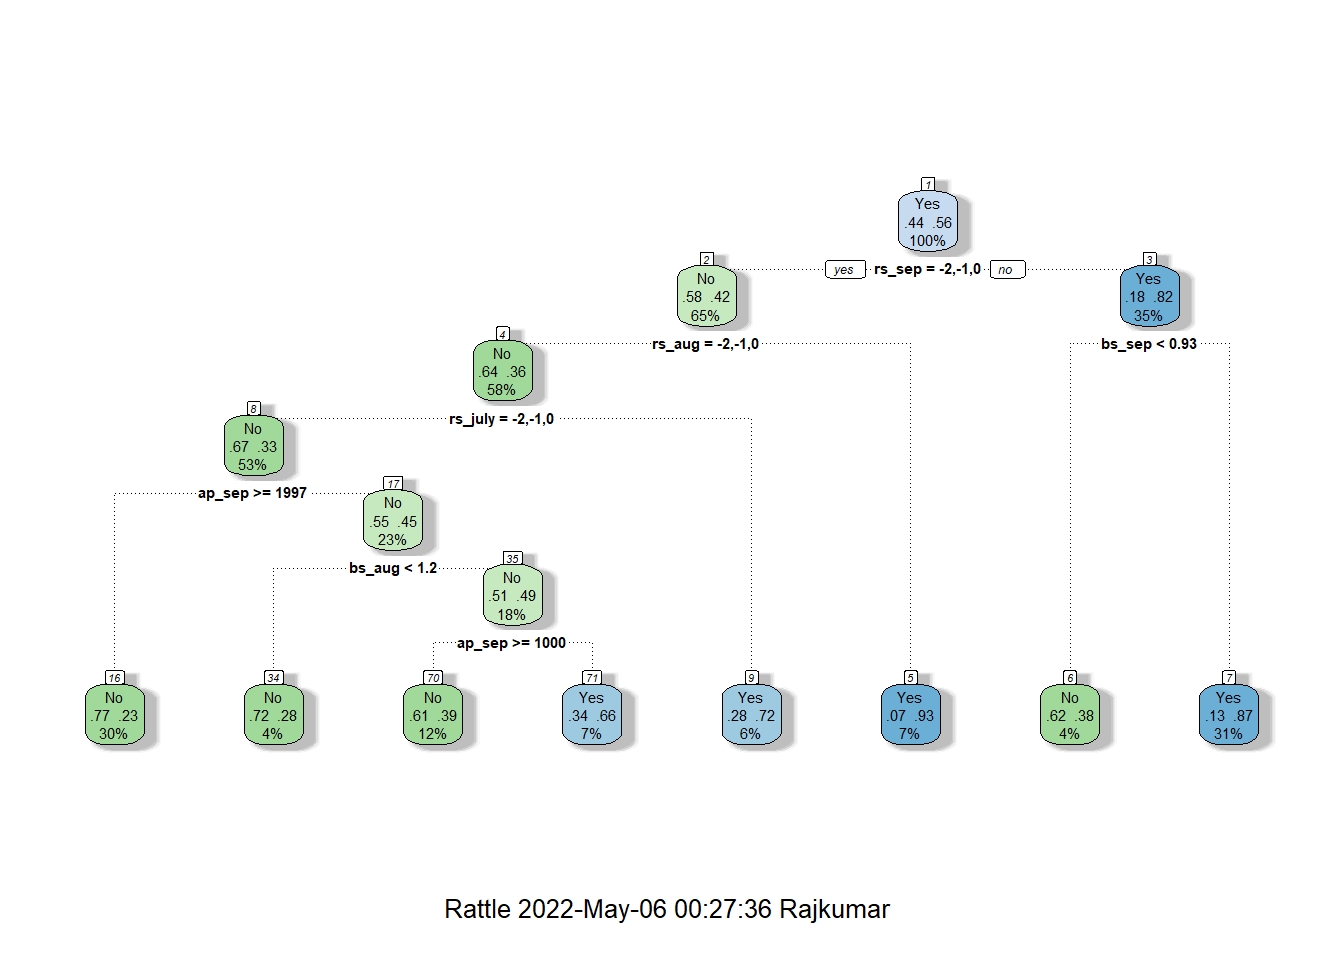 1
Yes
.44 .56
100%
yes rs_sep = -2,-1,0 no
2
No
.58 .42
65%
3
Yes
.18 .82
35%
rs_aug = -2,-1,0
bs_sep < 0.93
4
No
.64 .36
58%
rs_july = -2,-1,0
8
No
.67 .33
53%
ap_sep >= 1997
17
No
.55 .45
23%
bs_aug < 1.2
35
No
.51 .49
18%
ap_sep >= 1000
16
No
.77 .23
30%
34
No
.72 .28
4%
70
No
.61 .39
12%
71
Yes
.34 .66
7%
9
Yes
.28 .72
6%
5
Yes
.07 .93
7%
6
No
.62 .38
4%
7
Yes
.13 .87
31%
Rattle 2022-May-06 00:27:36 Rajkumar